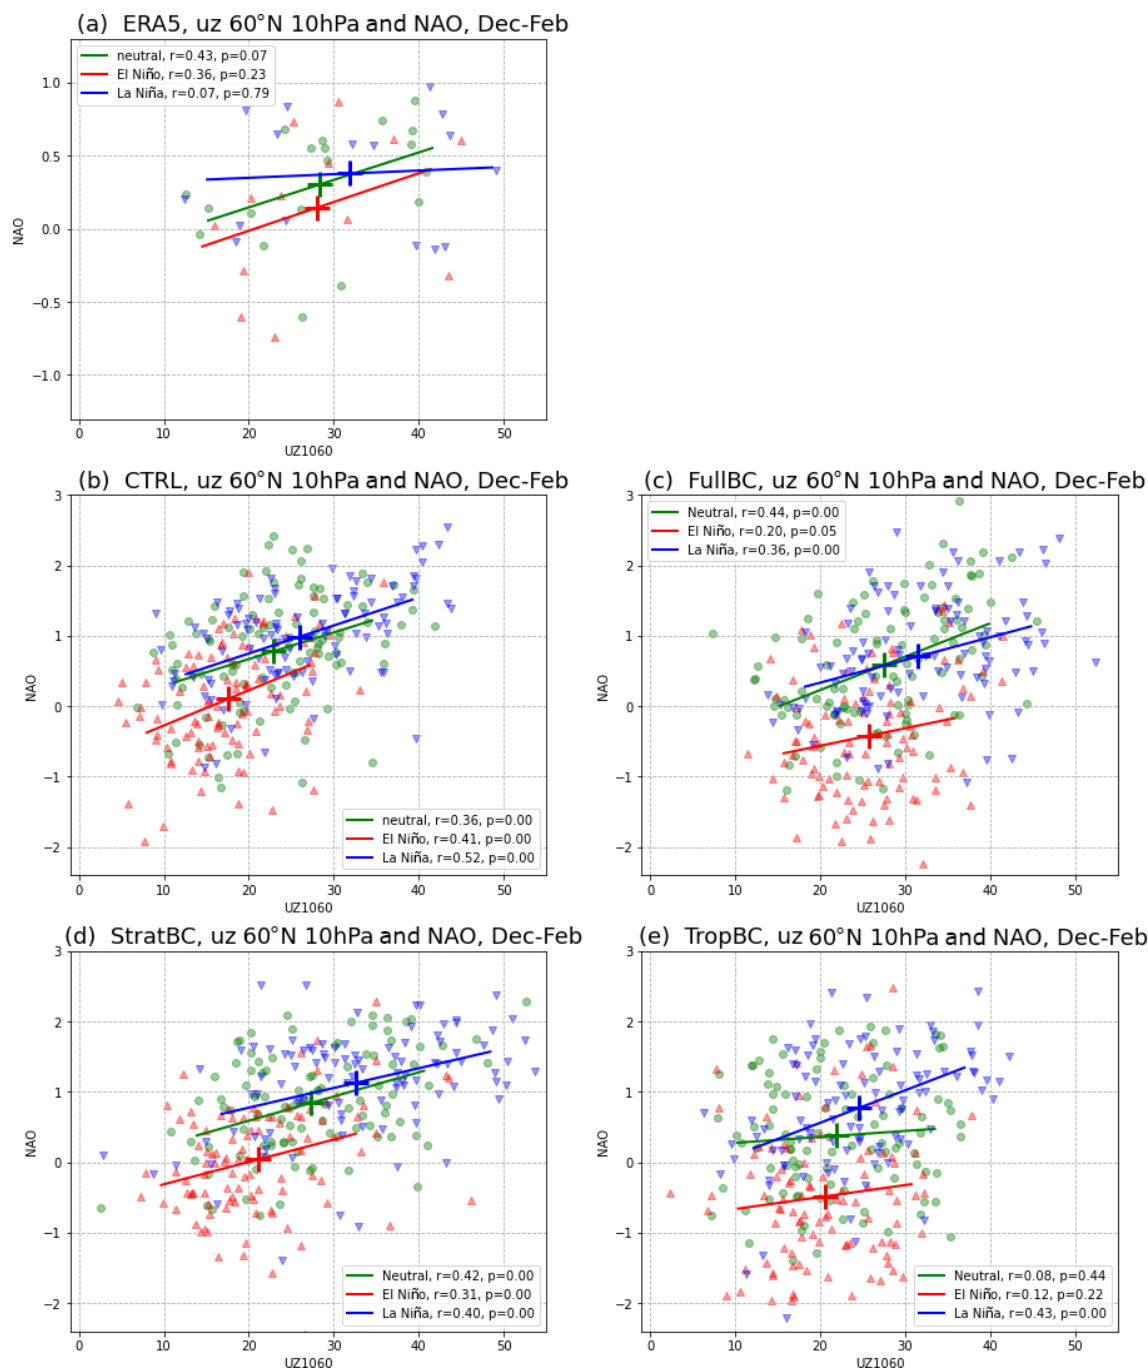 (a) ERA5, uz 60°N 10hPa and NAO, Dec-Feb
neutral, r=0.43, p=0.07
El Niño, r=0.36, p=0.23
La Niña, r=0.07, p=0.79
1.0
0.5
0.0
−0.5
−1.0
NAO
0 10 20 30 40 50
UZ1060
(b) CTRL, uz 60°N 10hPa and NAO, Dec-Feb
3
2
1
0
−1
−2
NAO
neutral, r=0.36, p=0.00
El Niño, r=0.41, p=0.00
La Niña, r=0.52, p=0.00
0 10 20 30 40 50
UZ1060
(c) FullBC, uz 60°N 10hPa and NAO, Dec-Feb
Neutral, r=0.44, p=0.00
El Niño, r=0.20, p=0.05
La Niña, r=0.36, p=0.00
3
2
1
0
−1
−2
NAO
0 10 20 30 40 50
UZ1060
(d) StratBC, uz 60°N 10hPa and NAO, Dec-Feb
3
2
1
0
−1
−2
NAO
Neutral, r=0.42, p=0.00
El Niño, r=0.31, p=0.00
La Niña, r=0.40, p=0.00
0 10 20 30 40 50
UZ1060
(e) TropBC, uz 60°N 10hPa and NAO, Dec-Feb
3
2
1
0
−1
−2
NAO
Neutral, r=0.08, p=0.44
El Niño, r=0.12, p=0.22
La Niña, r=0.43, p=0.00
0 10 20 30 40 50
UZ1060